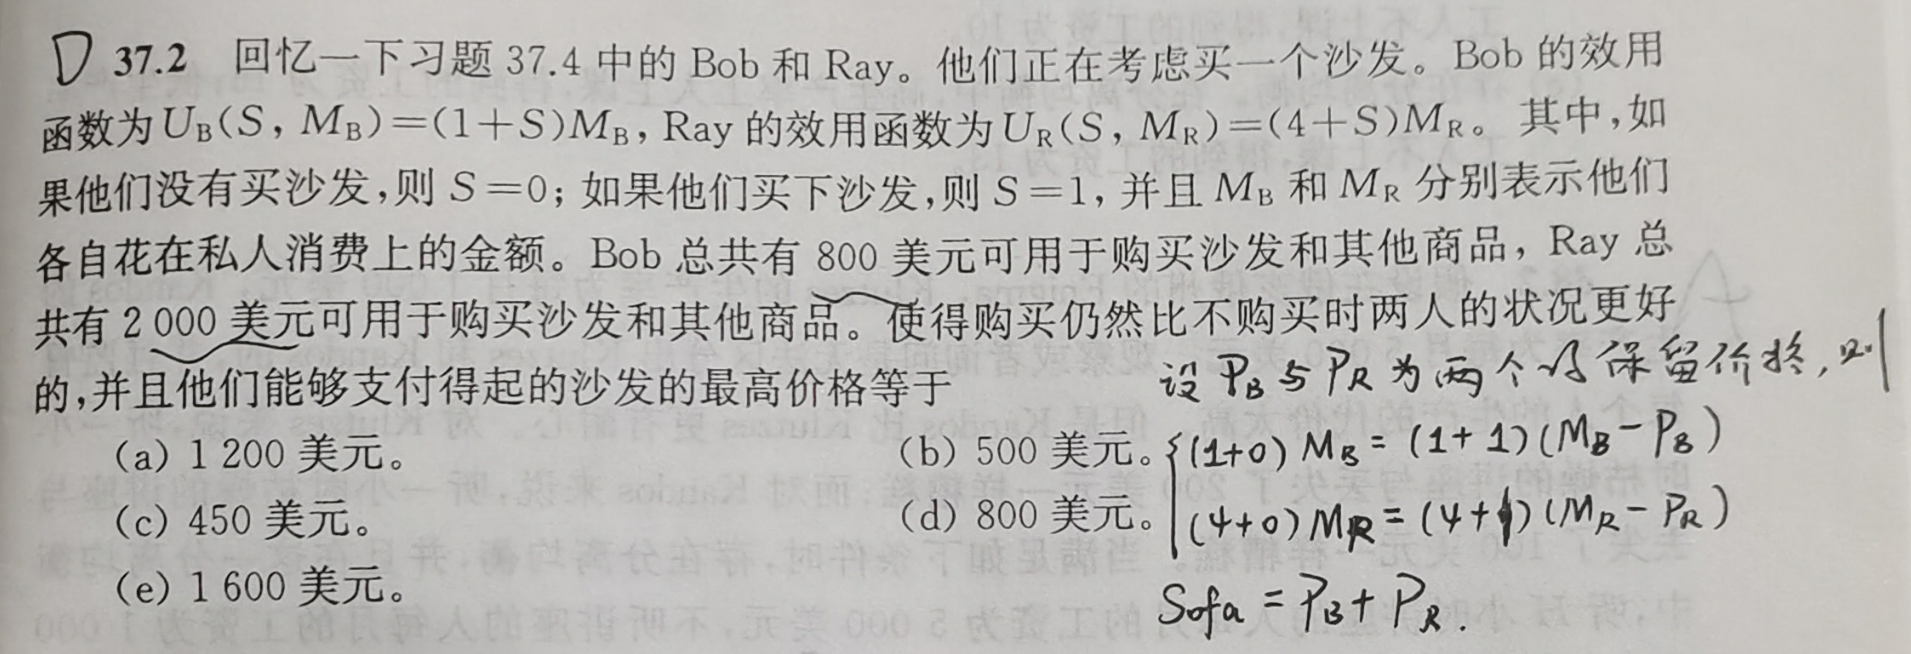 D 37.2 回忆一下习题 37.4 中的 Bob 和 Ray。他们正在考虑买一个沙发。Bob 的效用
函数为 U_B(S, M_B)=(1+S)M_B, Ray 的效用函数为 U_R(S, M_R)=(4+S)M_R。其中,如
果他们没有买沙发,则 S=0; 如果他们买下沙发,则 S=1, 并且 M_B 和 M_R 分别表示他们
各自花在私人消费上的金额。Bob 总共有 800 美元可用于购买沙发和其他商品, Ray 总
共有 2 000 美元可用于购买沙发和其他商品。使得购买仍然比不购买时两人的状况更好
的,并且他们能够支付得起的沙发的最高价格等于
设 P_B 与 P_R 为两个的保留价格,则
(a) 1 200 美元。 (b) 500 美元。
(1+0) M_B = (1+1)(M_B-P_B)
(c) 450 美元。 (d) 800 美元。
(4+0) M_R = (4+1)(M_R-P_R)
(e) 1 600 美元。
Sofa = P_B + P_R.